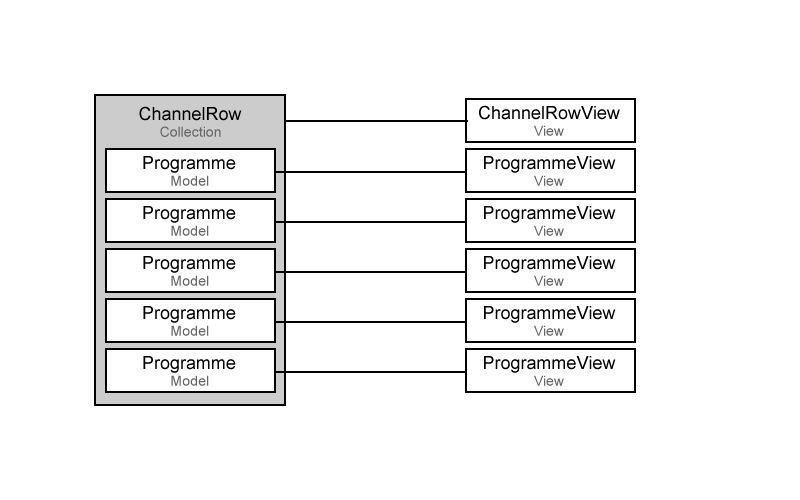 ChannelRow
Collection
ChannelRowView
View
Programme
Model
ProgrammeView
View
Programme
Model
ProgrammeView
View
Programme
Model
ProgrammeView
View
Programme
Model
ProgrammeView
View
Programme
Model
ProgrammeView
View